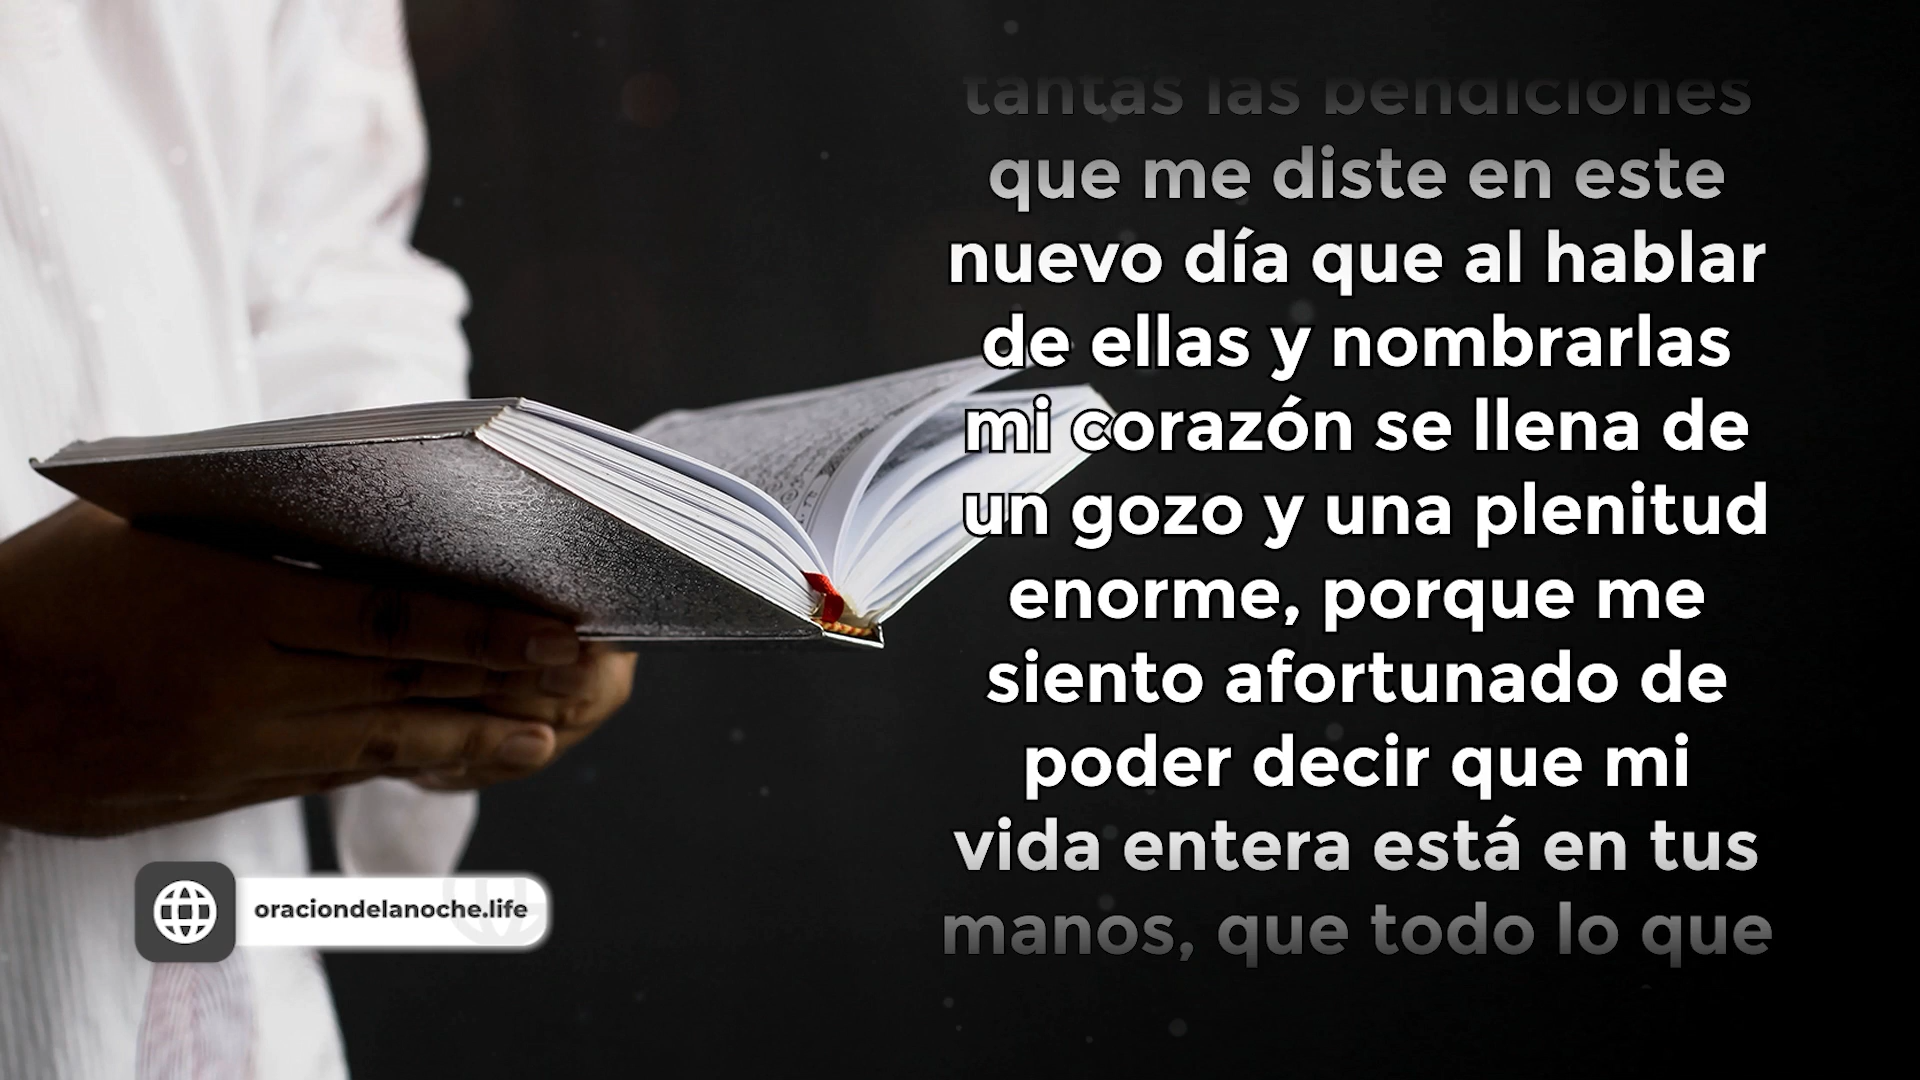 tantas las bendiciones
que me diste en este
nuevo día que al hablar
de ellas y nombrarlas
mi corazón se llena de
un gozo y una plenitud
enorme, porque me
siento afortunado de
poder decir que mi
vida entera está en tus
manos, que todo lo que
oraciondelanoche.life